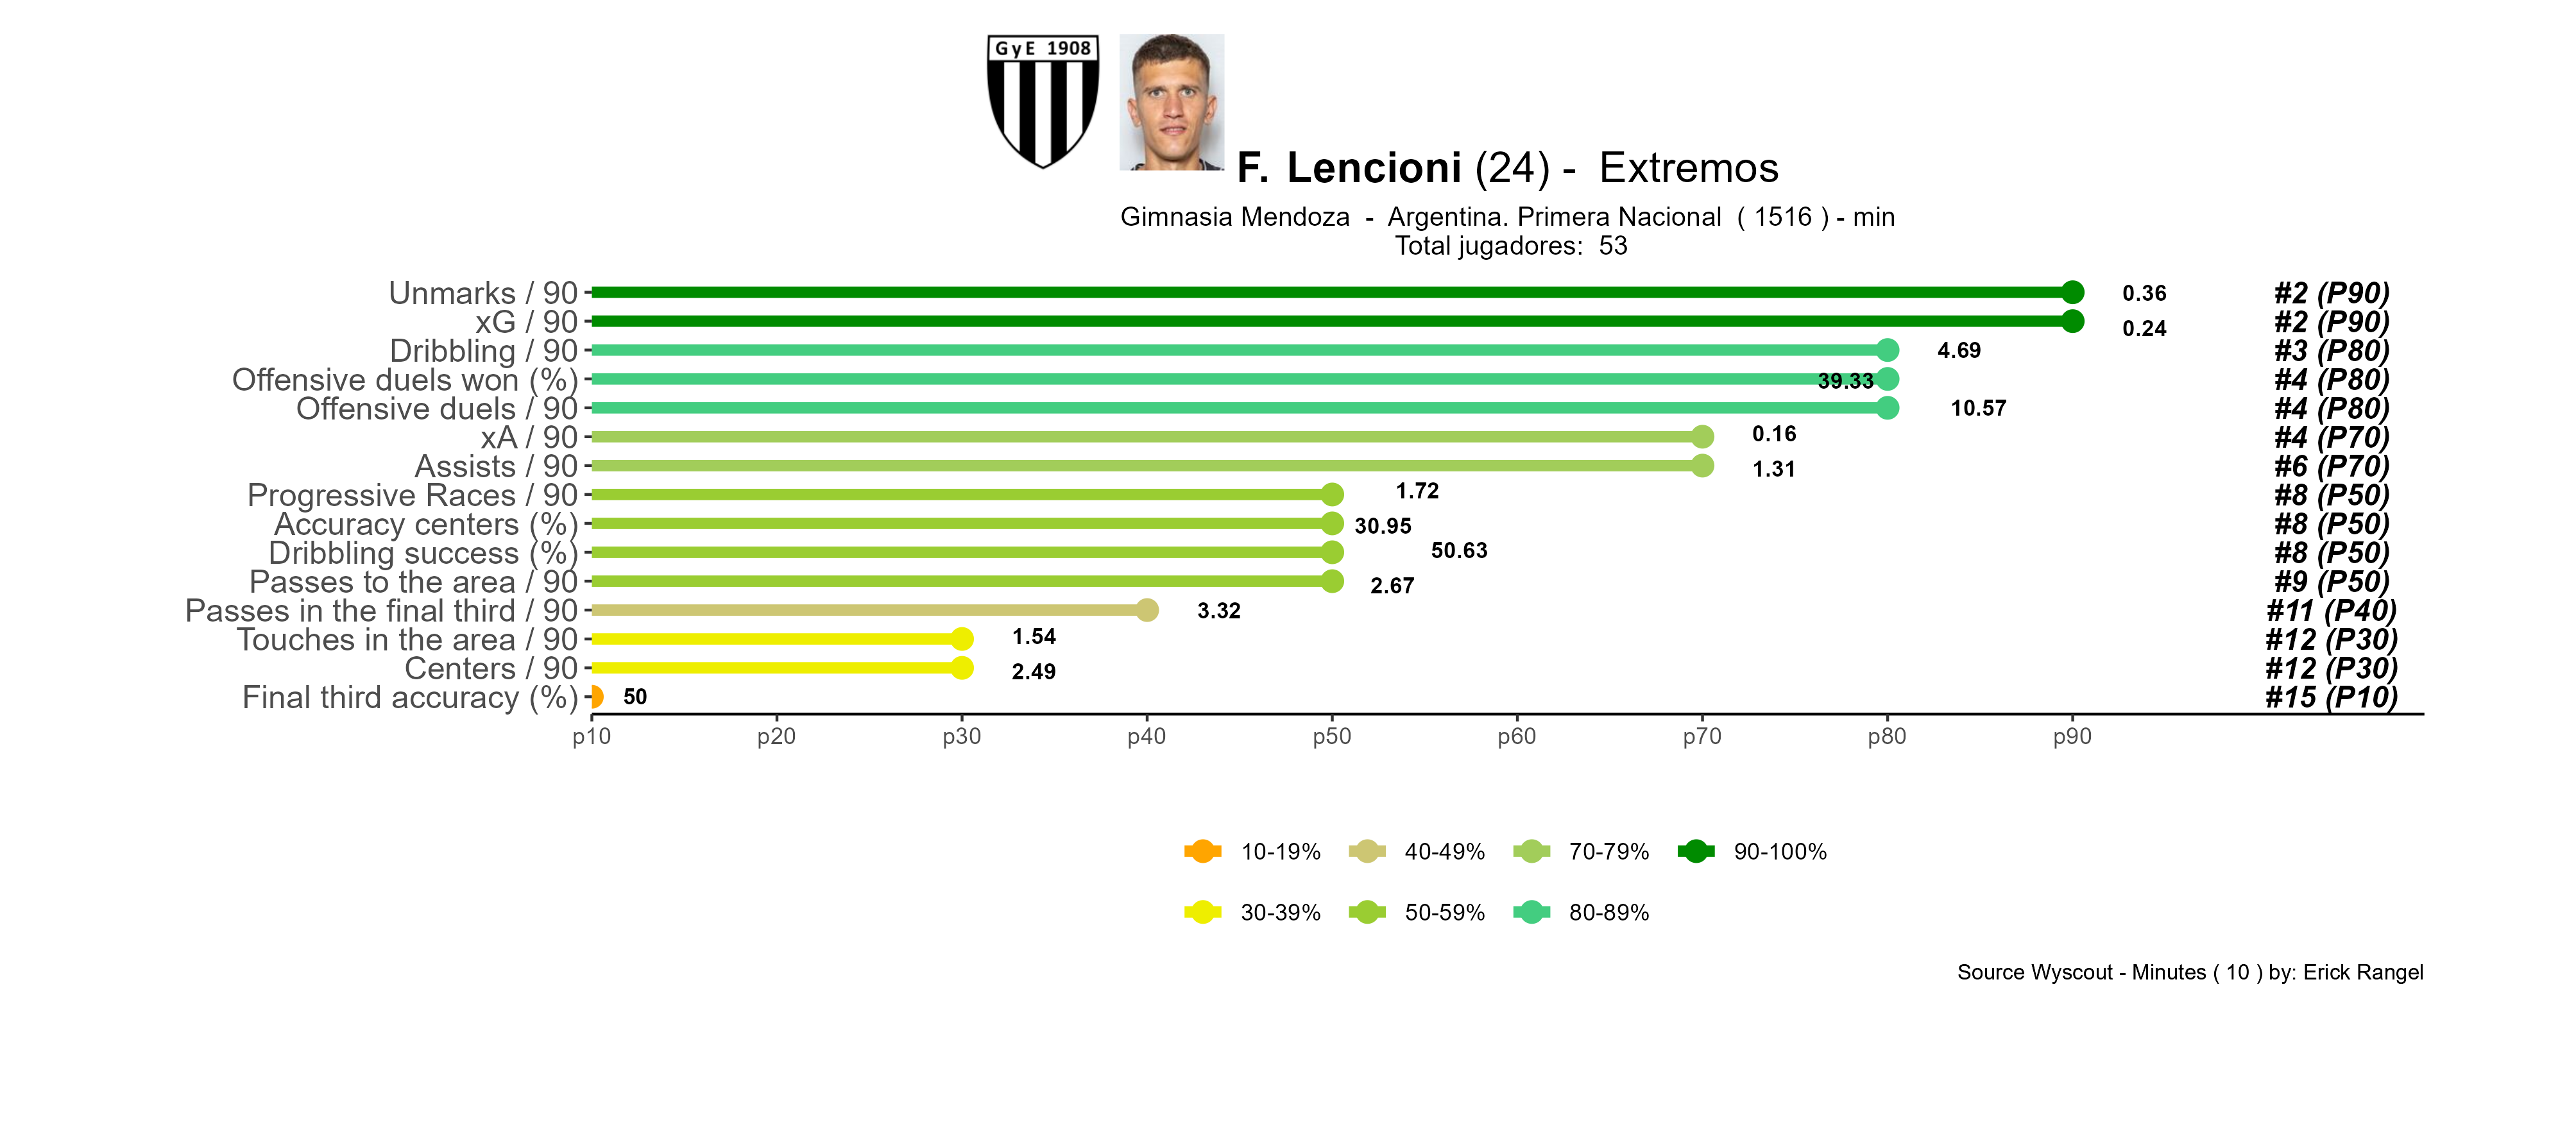 GyE 1908
F. Lencioni (24) - Extremos
Gimnasia Mendoza - Argentina. Primera Nacional ( 1516 ) - min
Total jugadores: 53
Unmarks / 90 0.36 #2 (P90)
xG / 90 0.24 #2 (P90)
Dribbling / 90 4.69 #3 (P80)
Offensive duels won (%) 39.33 #4 (P80)
Offensive duels / 90 10.57 #4 (P80)
xA / 90 0.16 #4 (P70)
Assists / 90 1.31 #6 (P70)
Progressive Races / 90 1.72 #8 (P50)
Accuracy centers (%) 30.95 #8 (P50)
Dribbling success (%) 50.63 #8 (P50)
Passes to the area / 90 2.67 #9 (P50)
Passes in the final third / 90 3.32 #11 (P40)
Touches in the area / 90 1.54 #12 (P30)
Centers / 90 2.49 #12 (P30)
Final third accuracy (%) 50 #15 (P10)
p10 p20 p30 p40 p50 p60 p70 p80 p90
10-19% 40-49% 70-79% 90-100%
30-39% 50-59% 80-89%
Source Wyscout - Minutes ( 10 ) by: Erick Rangel